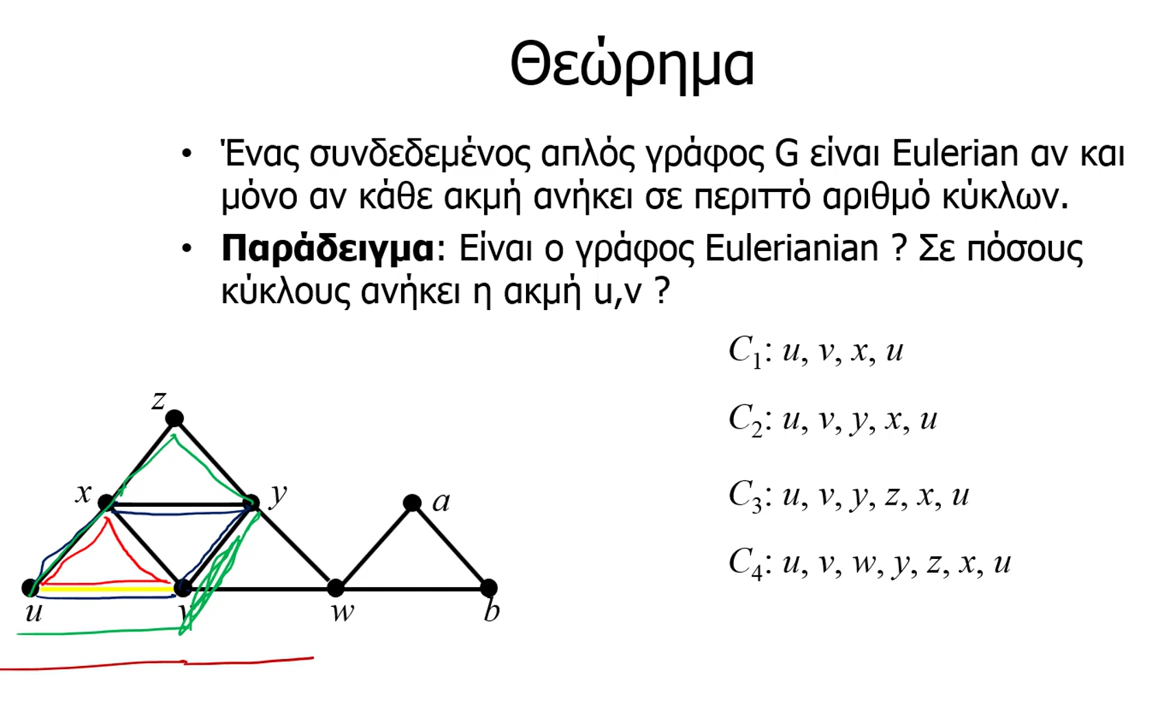 Θεώρημα
• Ένας συνδεδεμένος απλός γράφος G είναι Eulerian αν και
μόνο αν κάθε ακμή ανήκει σε περιττό αριθμό κύκλων.
• Παράδειγμα: Είναι ο γράφος Eulerianian ? Σε πόσους
κύκλους ανήκει η ακμή u,v ?
C1: u, v, x, u
C2: u, v, y, x, u
C3: u, v, y, z, x, u
C4: u, v, w, y, z, x, u
z
x y a
u v w b